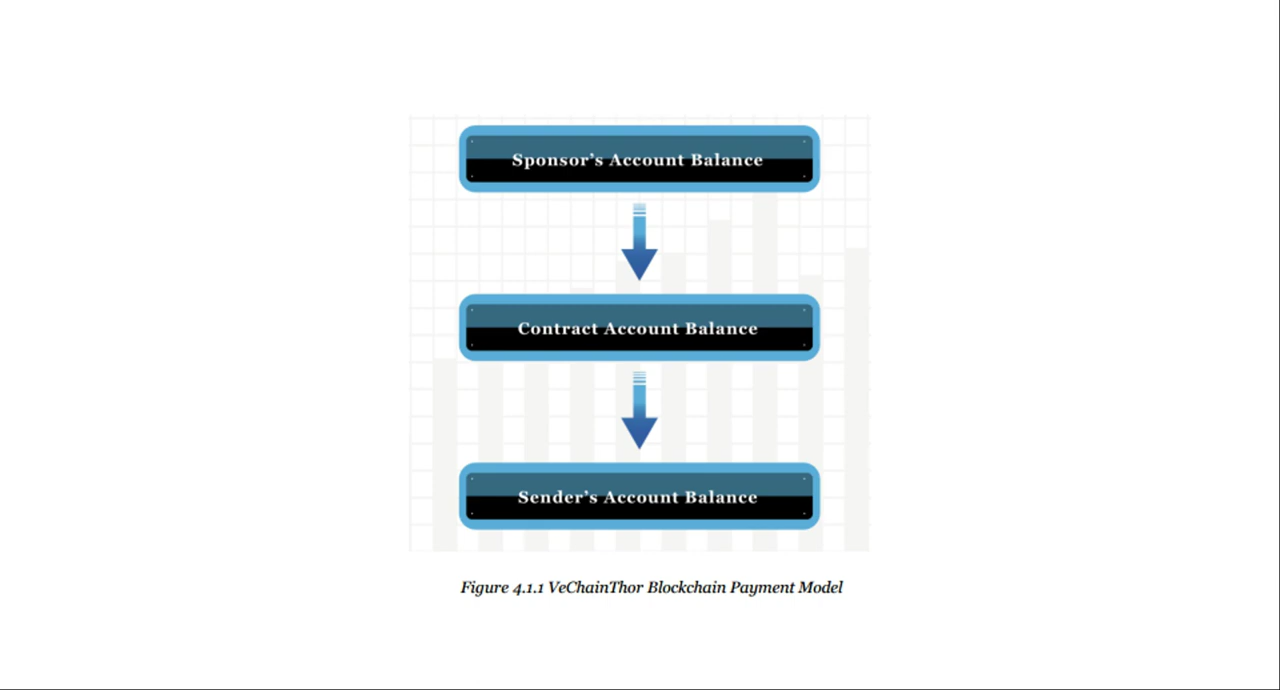 Sponsor’s Account Balance
Contract Account Balance
Sender’s Account Balance
Figure 4.1.1 VeChainThor Blockchain Payment Model